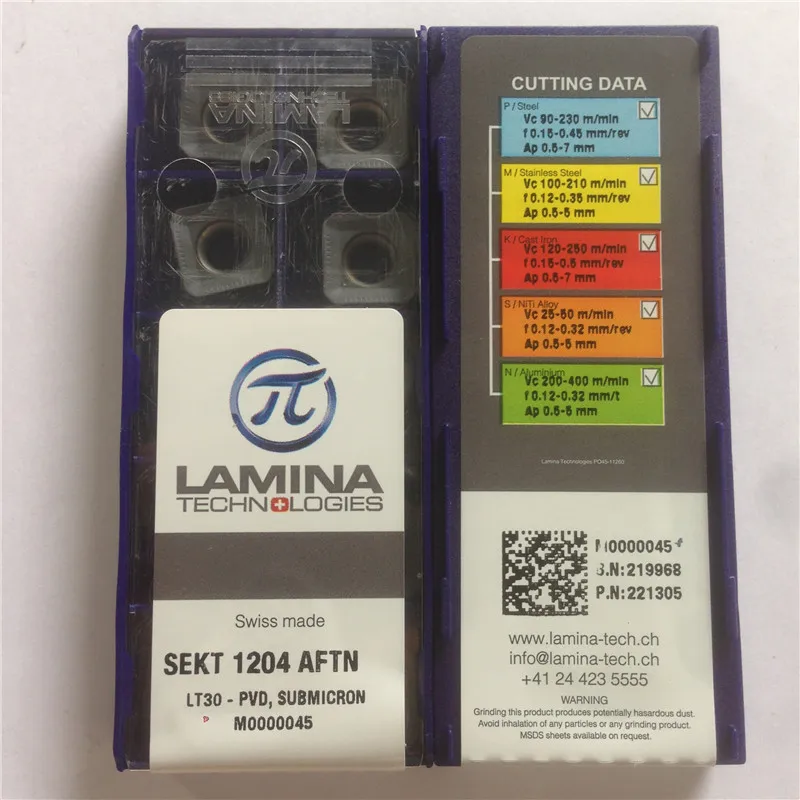 LAMINA
TECHNOLOGIES
LAMINA
TECHNOLOGIES
Swiss made
SEKT 1204 AFTN
LT30 - PVD, SUBMICRON
M0000045
CUTTING DATA
P / Steel
Vc 90-230 m/min
f 0.15-0.45 mm/rev
Ap 0.5-7 mm
M / Stainless Steel
Vc 100-210 m/min
f 0.12-0.35 mm/rev
Ap 0.5-5 mm
K / Cast Iron
Vc 120-250 m/min
f 0.15-0.5 mm/rev
Ap 0.5-7 mm
S / NiTi Alloy
Vc 25-50 m/min
f 0.12-0.32 mm/rev
Ap 0.5-5 mm
N / Aluminium
Vc 200-400 m/min
f 0.12-0.32 mm/t
Ap 0.5-5 mm
Lamina Technologies
M0000045
S.N:219968
P.N:221305
www.lamina-tech.ch
info@lamina-tech.ch
+41 24 423 5555
WARNING
Grinding this product produces potentially hazardous dust.
Avoid inhalation of any particles or any grinding product.
MSDS sheets available on request.